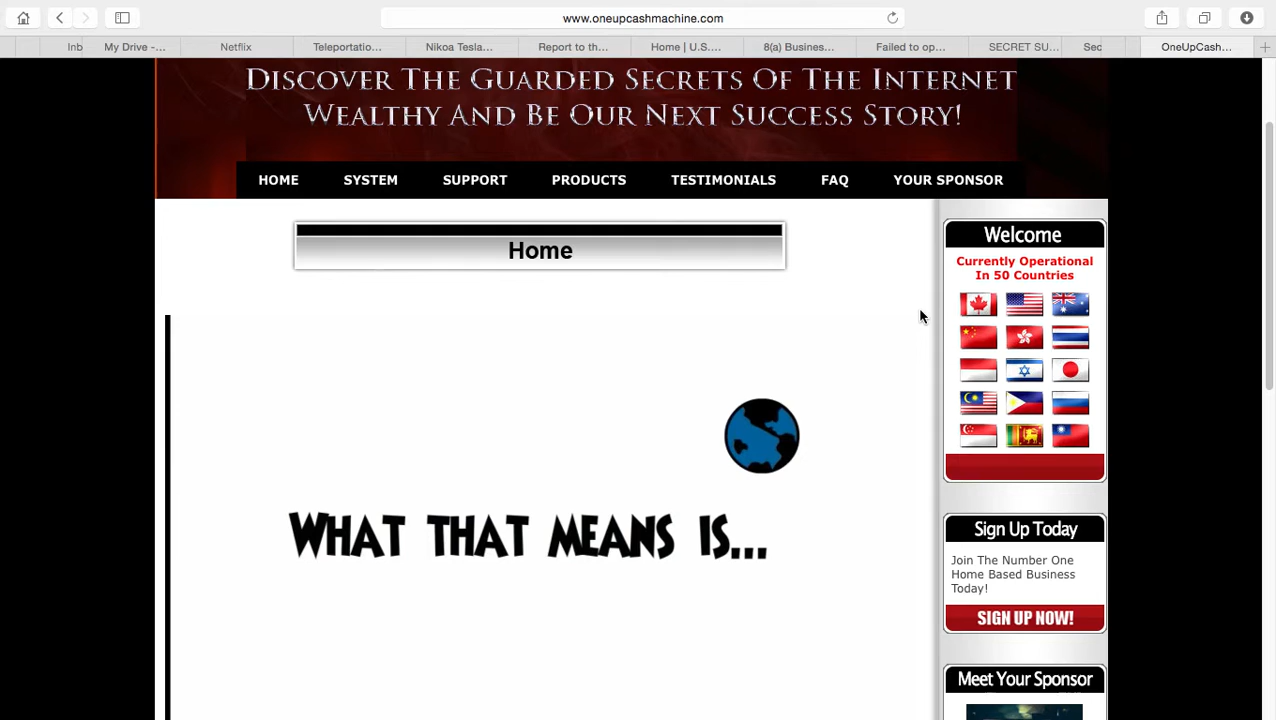 www.oneupcashmachine.com
Inb
My Drive -...
Netflix
Teleportatio...
Nikoa Tesla...
Report to th...
Home | U.S....
8(a) Busines...
Failed to op...
SECRET SU...
Sec
OneUpCash...
Discover The Guarded Secrets Of The Internet
Wealthy And Be Our Next Success Story!
HOME
SYSTEM
SUPPORT
PRODUCTS
TESTIMONIALS
FAQ
YOUR SPONSOR
Home
What that means is...
Welcome
Currently Operational
In 50 Countries
Sign Up Today
Join The Number One
Home Based Business
Today!
SIGN UP NOW!
Meet Your Sponsor